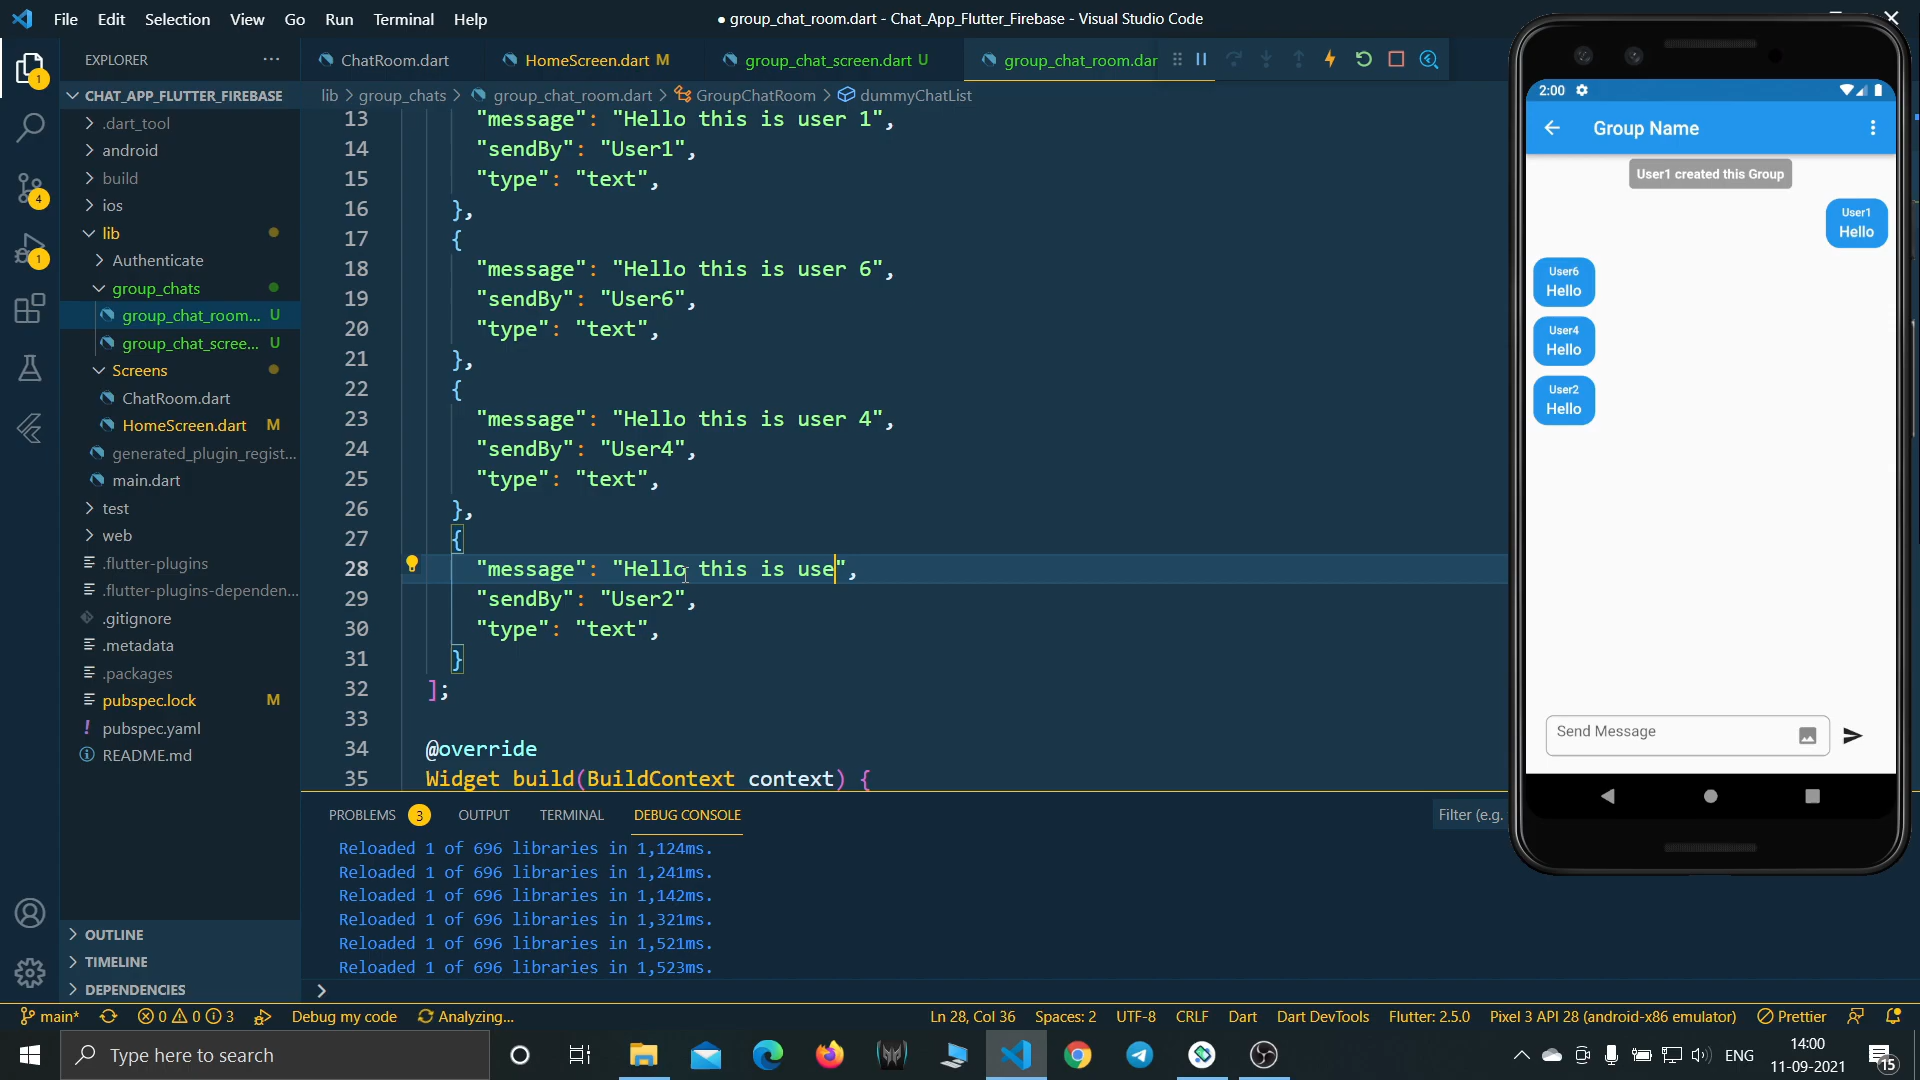 File Edit Selection View Go Run Terminal Help
● group_chat_room.dart - Chat_App_Flutter_Firebase - Visual Studio Code
EXPLORER
ChatRoom.dart
HomeScreen.dart M
group_chat_screen.dart U
group_chat_room.dar
CHAT_APP_FLUTTER_FIREBASE
lib > group_chats > group_chat_room.dart > GroupChatRoom > dummyChatList
.dart_tool
android
build
ios
lib
Authenticate
group_chats
group_chat_room... U
group_chat_scree... U
Screens
ChatRoom.dart
HomeScreen.dart M
generated_plugin_regist...
main.dart
test
web
.flutter-plugins
.flutter-plugins-dependen...
.gitignore
.metadata
.packages
pubspec.lock M
pubspec.yaml
README.md
OUTLINE
TIMELINE
DEPENDENCIES
1
4
1
13 "message": "Hello this is user 1",
14 "sendBy": "User1",
15 "type": "text",
16 },
17 {
18 "message": "Hello this is user 6",
19 "sendBy": "User6",
20 "type": "text",
21 },
22 {
23 "message": "Hello this is user 4",
24 "sendBy": "User4",
25 "type": "text",
26 },
27 {
28 "message": "Hello this is use",
29 "sendBy": "User2",
30 "type": "text",
31 }
32 ];
33
34 @override
35 Widget build(BuildContext context) {
PROBLEMS 3 OUTPUT TERMINAL DEBUG CONSOLE
Filter (e.g.
Reloaded 1 of 696 libraries in 1,124ms.
Reloaded 1 of 696 libraries in 1,241ms.
Reloaded 1 of 696 libraries in 1,142ms.
Reloaded 1 of 696 libraries in 1,321ms.
Reloaded 1 of 696 libraries in 1,521ms.
Reloaded 1 of 696 libraries in 1,523ms.
2:00
Group Name
User1 created this Group
User1
Hello
User6
Hello
User4
Hello
User2
Hello
Send Message
main* 0 0 3 Debug my code Analyzing...
Ln 28, Col 36 Spaces: 2 UTF-8 CRLF Dart Dart DevTools Flutter: 2.5.0 Pixel 3 API 28 (android-x86 emulator) Prettier
Type here to search
ENG
14:00
11-09-2021
15